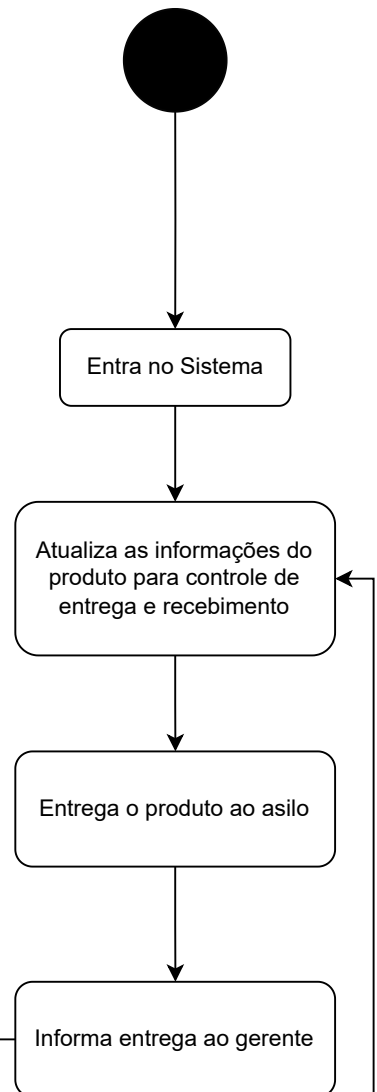 Entra no Sistema
Atualiza as informações do
produto para controle de
entrega e recebimento
Entrega o produto ao asilo
Informa entrega ao gerente